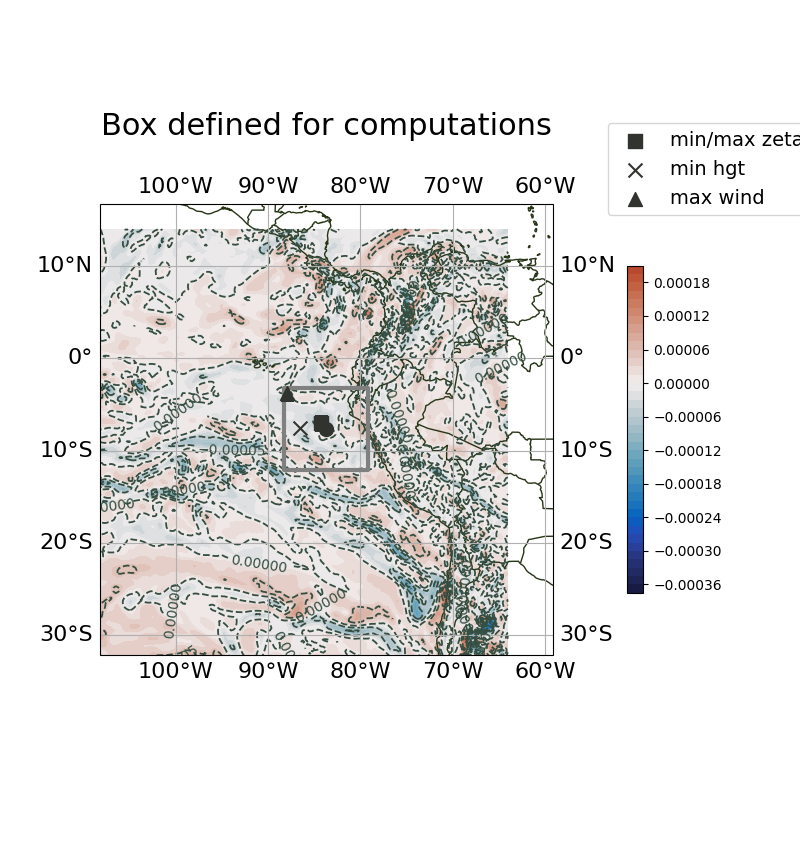 Box defined for computations
min/max zeta
min hgt
max wind
100°W 90°W 80°W 70°W 60°W
10°N 10°N
0° 0°
10°S 10°S
20°S 20°S
30°S 30°S
100°W 90°W 80°W 70°W 60°W
0.00018
0.00012
0.00006
0.00000
−0.00006
−0.00012
−0.00018
−0.00024
−0.00030
−0.00036
0.00000
0.00000
0.00000
0.00000
0.00000
0.00000